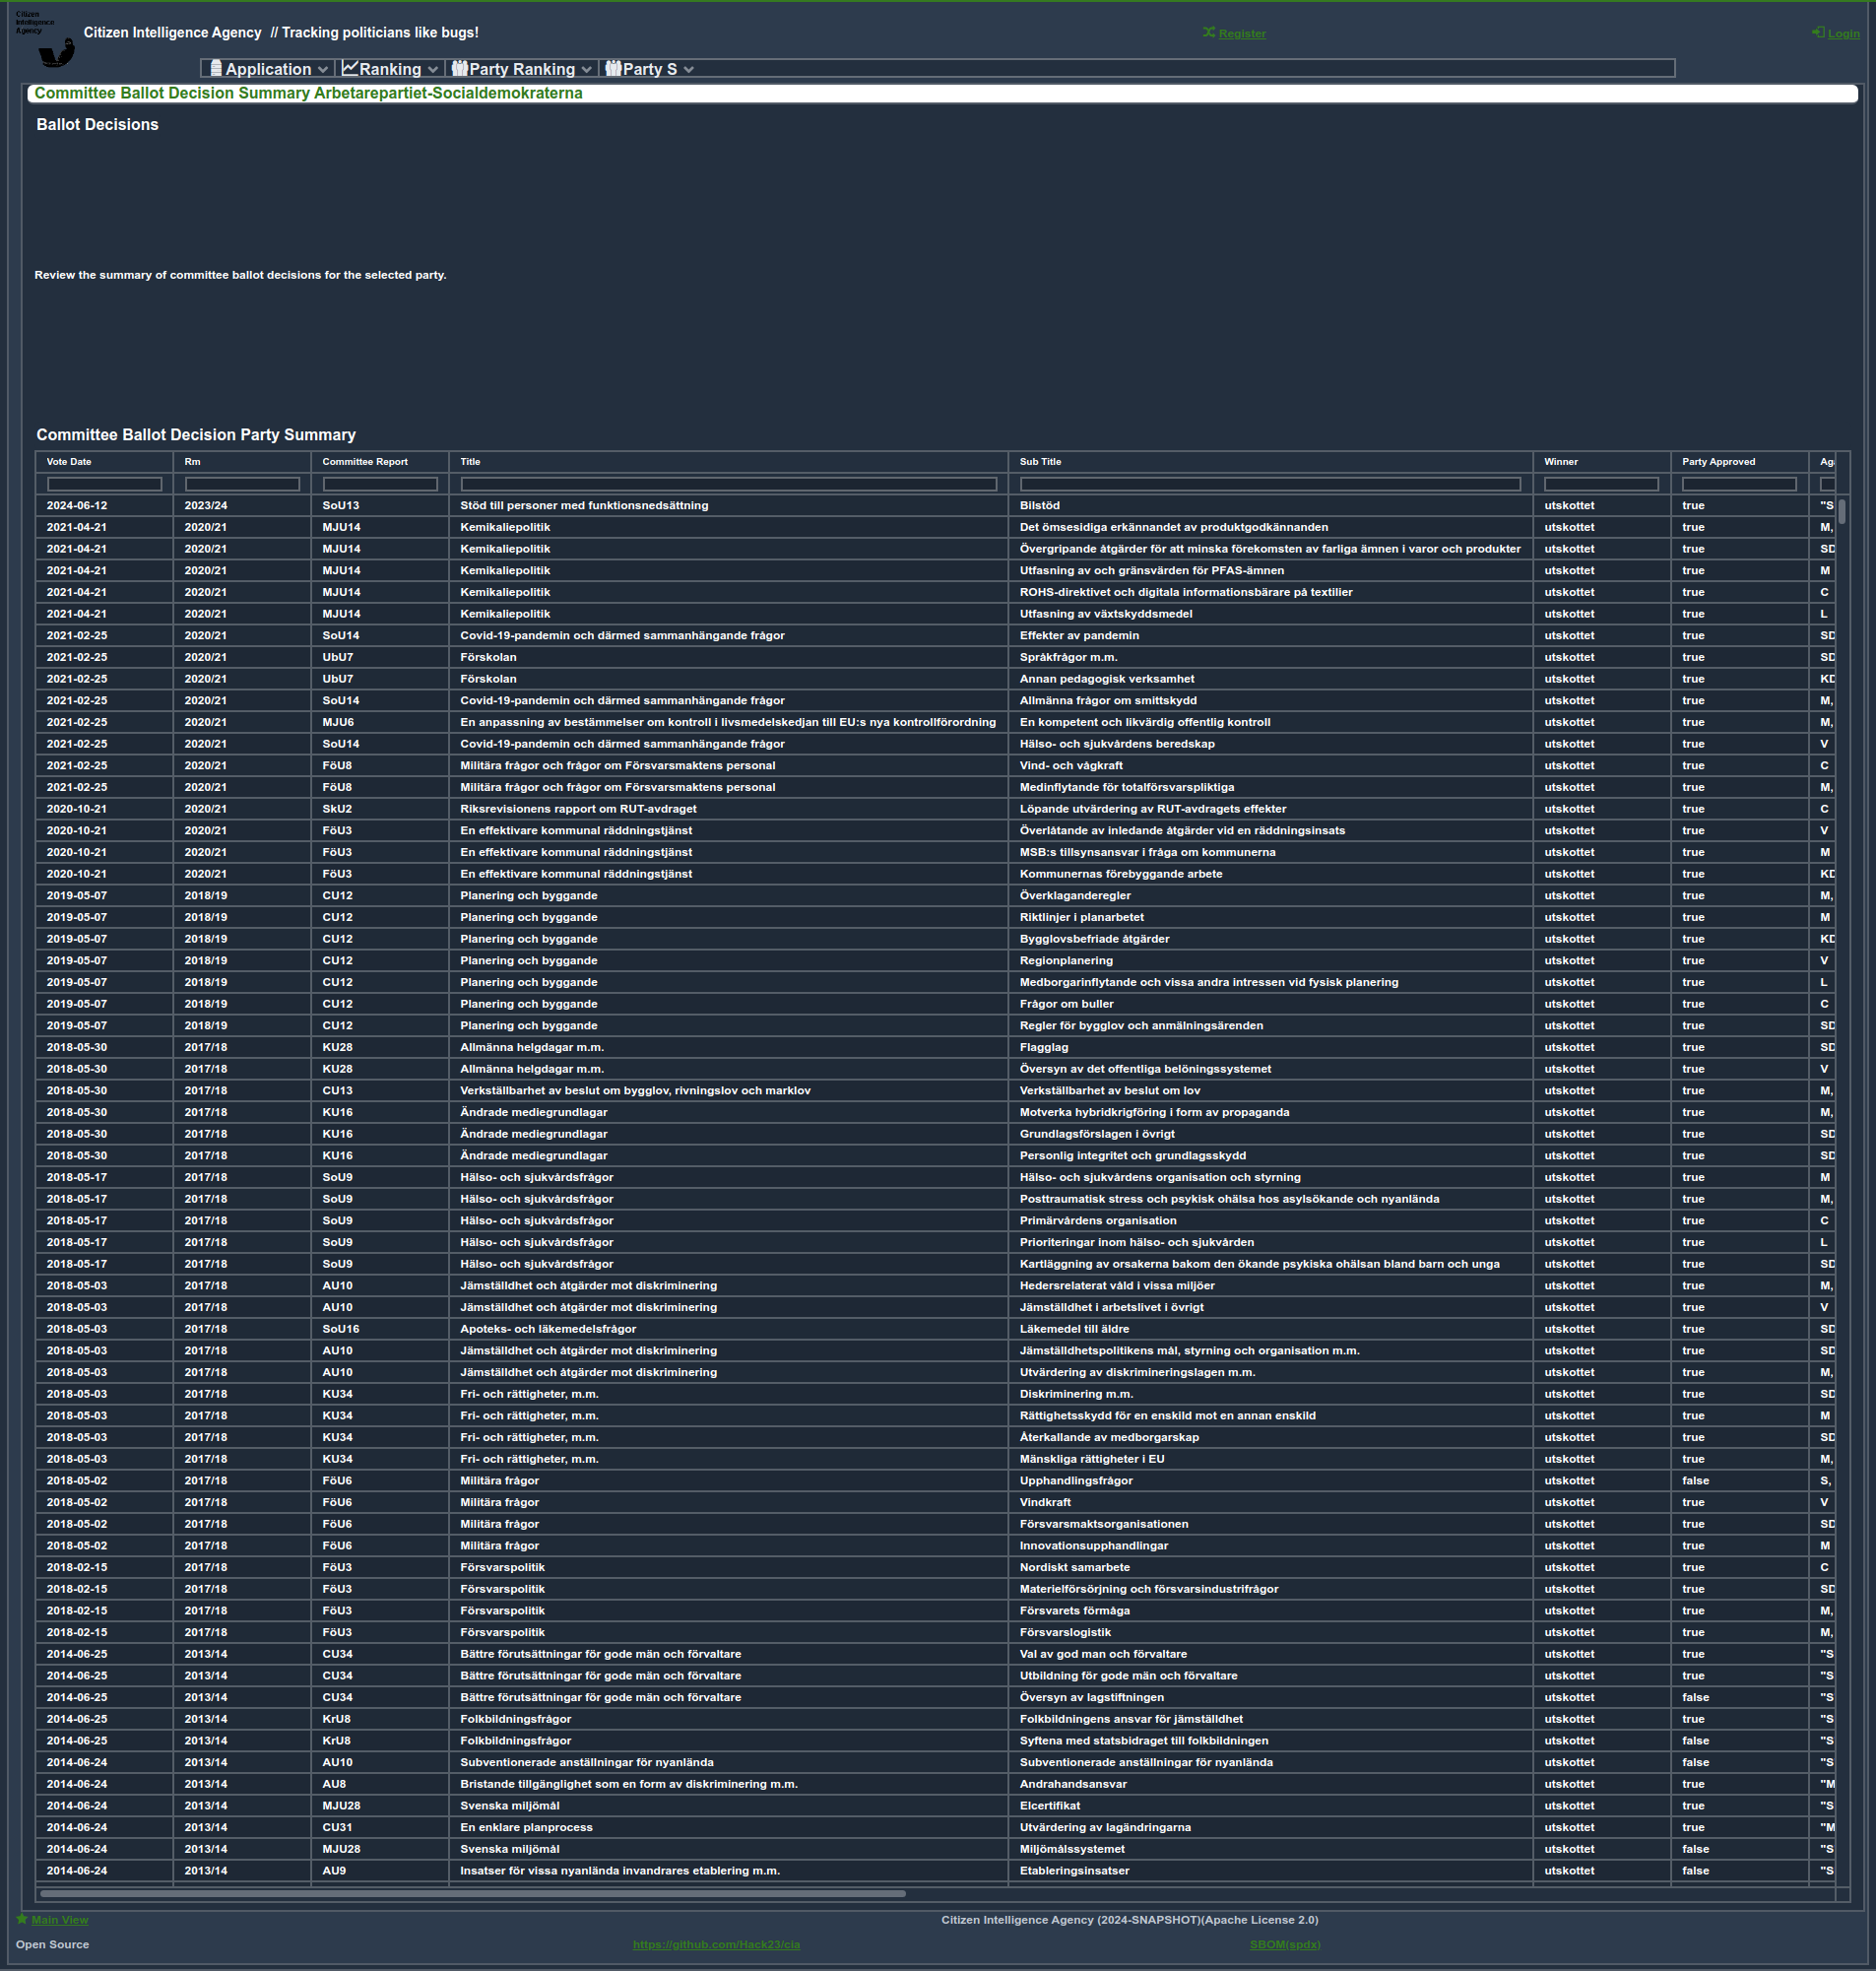 Citizen
Intelligence
Agency
Citizen Intelligence Agency // Tracking politicians like bugs!
Register
Login
Application Ranking Party Ranking Party S
Committee Ballot Decision Summary Arbetarepartiet-Socialdemokraterna
Ballot Decisions
Review the summary of committee ballot decisions for the selected party.
Committee Ballot Decision Party Summary
Vote Date Rm Committee Report Title Sub Title Winner Party Approved
2024-06-12 2023/24 SoU13 Stöd till personer med funktionsnedsättning Bilstöd utskottet true "S
2021-04-21 2020/21 MJU14 Kemikaliepolitik Det ömsesidiga erkännandet av produktgodkännanden utskottet true M,
2021-04-21 2020/21 MJU14 Kemikaliepolitik Övergripande åtgärder för att minska förekomsten av farliga ämnen i varor och produkter utskottet true SD
2021-04-21 2020/21 MJU14 Kemikaliepolitik Utfasning av och gränsvärden för PFAS-ämnen utskottet true M
2021-04-21 2020/21 MJU14 Kemikaliepolitik ROHS-direktivet och digitala informationsbärare på textilier utskottet true C
2021-04-21 2020/21 MJU14 Kemikaliepolitik Utfasning av växtskyddsmedel utskottet true L
2021-02-25 2020/21 SoU14 Covid-19-pandemin och därmed sammanhängande frågor Effekter av pandemin utskottet true SD
2021-02-25 2020/21 UbU7 Förskolan Språkfrågor m.m. utskottet true SD
2021-02-25 2020/21 UbU7 Förskolan Annan pedagogisk verksamhet utskottet true KD
2021-02-25 2020/21 SoU14 Covid-19-pandemin och därmed sammanhängande frågor Allmänna frågor om smittskydd utskottet true M,
2021-02-25 2020/21 MJU6 En anpassning av bestämmelser om kontroll i livsmedelskedjan till EU:s nya kontrollförordning En kompetent och likvärdig offentlig kontroll utskottet true M,
2021-02-25 2020/21 SoU14 Covid-19-pandemin och därmed sammanhängande frågor Hälso- och sjukvårdens beredskap utskottet true V
2021-02-25 2020/21 FöU8 Militära frågor och frågor om Försvarsmaktens personal Vind- och vågkraft utskottet true C
2021-02-25 2020/21 FöU8 Militära frågor och frågor om Försvarsmaktens personal Medinflytande för totalförsvarspliktiga utskottet true M,
2020-10-21 2020/21 SkU2 Riksrevisionens rapport om RUT-avdraget Löpande utvärdering av RUT-avdragets effekter utskottet true C
2020-10-21 2020/21 FöU3 En effektivare kommunal räddningstjänst Överlåtande av inledande åtgärder vid en räddningsinsats utskottet true V
2020-10-21 2020/21 FöU3 En effektivare kommunal räddningstjänst MSB:s tillsynsansvar i fråga om kommunerna utskottet true M
2020-10-21 2020/21 FöU3 En effektivare kommunal räddningstjänst Kommunernas förebyggande arbete utskottet true KD
2019-05-07 2018/19 CU12 Planering och byggande Överklaganderegler utskottet true M,
2019-05-07 2018/19 CU12 Planering och byggande Riktlinjer i planarbetet utskottet true M
2019-05-07 2018/19 CU12 Planering och byggande Bygglovsbefriade åtgärder utskottet true KD
2019-05-07 2018/19 CU12 Planering och byggande Regionplanering utskottet true V
2019-05-07 2018/19 CU12 Planering och byggande Medborgarinflytande och vissa andra intressen vid fysisk planering utskottet true L
2019-05-07 2018/19 CU12 Planering och byggande Frågor om buller utskottet true C
2019-05-07 2018/19 CU12 Planering och byggande Regler för bygglov och anmälningsärenden utskottet true SD
2018-05-30 2017/18 KU28 Allmänna helgdagar m.m. Flagglag utskottet true SD
2018-05-30 2017/18 KU28 Allmänna helgdagar m.m. Översyn av det offentliga belöningssystemet utskottet true V
2018-05-30 2017/18 CU13 Verkställbarhet av beslut om bygglov, rivningslov och marklov Verkställbarhet av beslut om lov utskottet true M,
2018-05-30 2017/18 KU16 Ändrade mediegrundlagar Motverka hybridkrigföring i form av propaganda utskottet true M,
2018-05-30 2017/18 KU16 Ändrade mediegrundlagar Grundlagsförslagen i övrigt utskottet true SD
2018-05-30 2017/18 KU16 Ändrade mediegrundlagar Personlig integritet och grundlagsskydd utskottet true SD
2018-05-17 2017/18 SoU9 Hälso- och sjukvårdsfrågor Hälso- och sjukvårdens organisation och styrning utskottet true M
2018-05-17 2017/18 SoU9 Hälso- och sjukvårdsfrågor Posttraumatisk stress och psykisk ohälsa hos asylsökande och nyanlända utskottet true M,
2018-05-17 2017/18 SoU9 Hälso- och sjukvårdsfrågor Primärvårdens organisation utskottet true C
2018-05-17 2017/18 SoU9 Hälso- och sjukvårdsfrågor Prioriteringar inom hälso- och sjukvården utskottet true L
2018-05-17 2017/18 SoU9 Hälso- och sjukvårdsfrågor Kartläggning av orsakerna bakom den ökande psykiska ohälsan bland barn och unga utskottet true SD
2018-05-03 2017/18 AU10 Jämställdhet och åtgärder mot diskriminering Hedersrelaterat våld i vissa miljöer utskottet true M,
2018-05-03 2017/18 AU10 Jämställdhet och åtgärder mot diskriminering Jämställdhet i arbetslivet i övrigt utskottet true V
2018-05-03 2017/18 SoU16 Apoteks- och läkemedelsfrågor Läkemedel till äldre utskottet true SD
2018-05-03 2017/18 AU10 Jämställdhet och åtgärder mot diskriminering Jämställdhetspolitikens mål, styrning och organisation m.m. utskottet true SD
2018-05-03 2017/18 AU10 Jämställdhet och åtgärder mot diskriminering Utvärdering av diskrimineringslagen m.m. utskottet true M,
2018-05-03 2017/18 KU34 Fri- och rättigheter, m.m. Diskriminering m.m. utskottet true SD
2018-05-03 2017/18 KU34 Fri- och rättigheter, m.m. Rättighetsskydd för en enskild mot en annan enskild utskottet true M
2018-05-03 2017/18 KU34 Fri- och rättigheter, m.m. Återkallande av medborgarskap utskottet true SD
2018-05-03 2017/18 KU34 Fri- och rättigheter, m.m. Mänskliga rättigheter i EU utskottet true M,
2018-05-02 2017/18 FöU6 Militära frågor Upphandlingsfrågor utskottet false S,
2018-05-02 2017/18 FöU6 Militära frågor Vindkraft utskottet true V
2018-05-02 2017/18 FöU6 Militära frågor Försvarsmaktsorganisationen utskottet true SD
2018-05-02 2017/18 FöU6 Militära frågor Innovationsupphandlingar utskottet true M
2018-02-15 2017/18 FöU3 Försvarspolitik Nordiskt samarbete utskottet true C
2018-02-15 2017/18 FöU3 Försvarspolitik Materielförsörjning och försvarsindustrifrågor utskottet true SD
2018-02-15 2017/18 FöU3 Försvarspolitik Försvarets förmåga utskottet true M,
2018-02-15 2017/18 FöU3 Försvarspolitik Försvarslogistik utskottet true M,
2014-06-25 2013/14 CU34 Bättre förutsättningar för gode män och förvaltare Val av god man och förvaltare utskottet true "S
2014-06-25 2013/14 CU34 Bättre förutsättningar för gode män och förvaltare Utbildning för gode män och förvaltare utskottet true "S
2014-06-25 2013/14 CU34 Bättre förutsättningar för gode män och förvaltare Översyn av lagstiftningen utskottet false "S
2014-06-25 2013/14 KrU8 Folkbildningsfrågor Folkbildningens ansvar för jämställdhet utskottet true "S
2014-06-25 2013/14 KrU8 Folkbildningsfrågor Syftena med statsbidraget till folkbildningen utskottet false "S
2014-06-24 2013/14 AU10 Subventionerade anställningar för nyanlända Subventionerade anställningar för nyanlända utskottet false "S
2014-06-24 2013/14 AU8 Bristande tillgänglighet som en form av diskriminering m.m. Andrahandsansvar utskottet true "M
2014-06-24 2013/14 MJU28 Svenska miljömål Elcertifikat utskottet true "S
2014-06-24 2013/14 CU31 En enklare planprocess Utvärdering av lagändringarna utskottet true "M
2014-06-24 2013/14 MJU28 Svenska miljömål Miljömålssystemet utskottet false "S
2014-06-24 2013/14 AU9 Insatser för vissa nyanlända invandrares etablering m.m. Etableringsinsatser utskottet false "S
Main View
Citizen Intelligence Agency (2024-SNAPSHOT)(Apache License 2.0)
Open Source
https://github.com/Hack23/cia
SBOM(spdx)